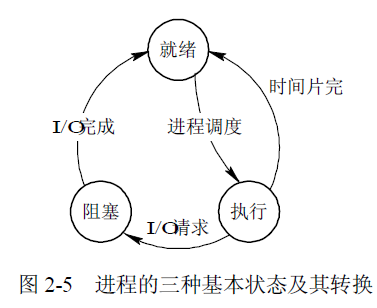 就绪
时间片完
I/O完成
进程调度
阻塞
执行
I/O请求
图 2-5 进程的三种基本状态及其转换